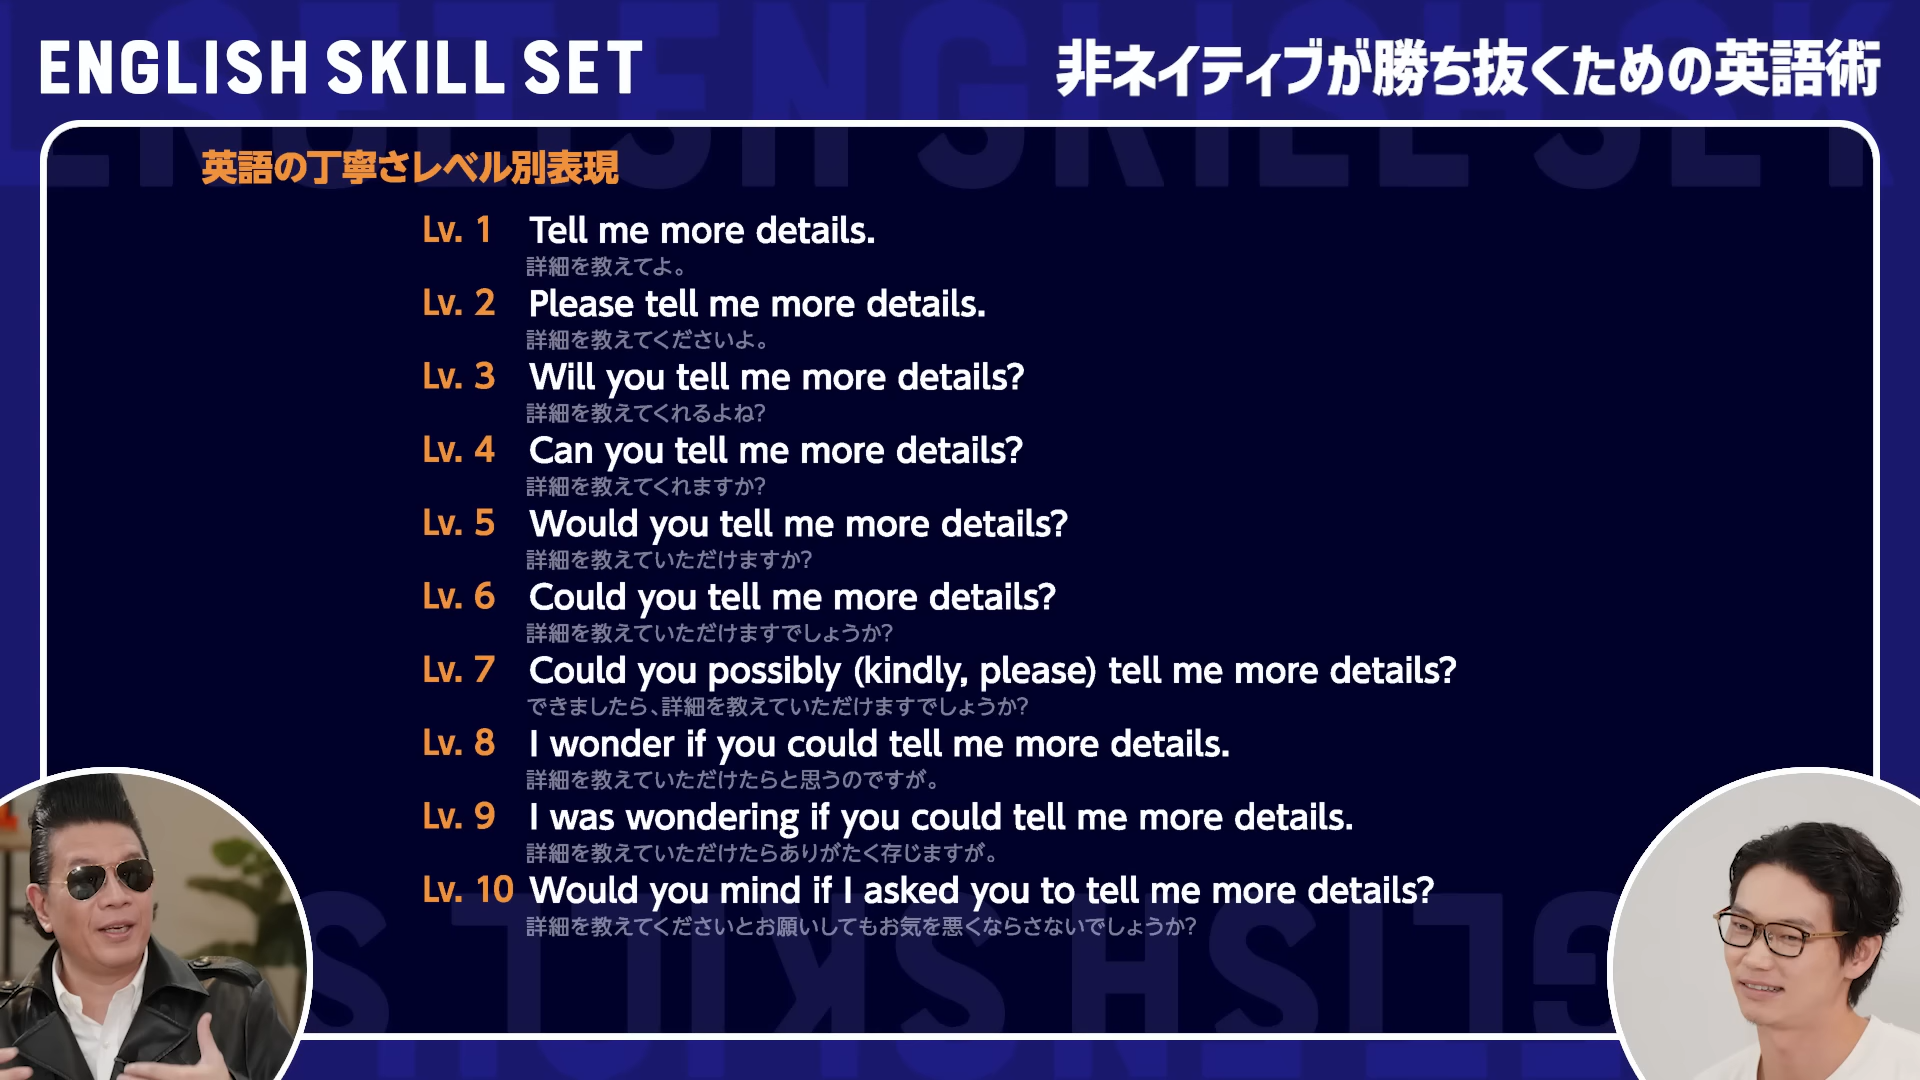 ENGLISH SKILL SET
非ネイティブが勝ち抜くための英語術
英語の丁寧さレベル別表現
Lv. 1 Tell me more details.
詳細を教えてよ。
Lv. 2 Please tell me more details.
詳細を教えてくださいよ。
Lv. 3 Will you tell me more details?
詳細を教えてくれるよね?
Lv. 4 Can you tell me more details?
詳細を教えてくれますか?
Lv. 5 Would you tell me more details?
詳細を教えていただけますか?
Lv. 6 Could you tell me more details?
詳細を教えていただけますでしょうか?
Lv. 7 Could you possibly (kindly, please) tell me more details?
できましたら、詳細を教えていただけますでしょうか?
Lv. 8 I wonder if you could tell me more details.
詳細を教えていただけたらと思うのですが。
Lv. 9 I was wondering if you could tell me more details.
詳細を教えていただけたらありがたく存じますが。
Lv. 10 Would you mind if I asked you to tell me more details?
詳細を教えてくださいとお願いしてもお気を悪くならさないでしょうか?